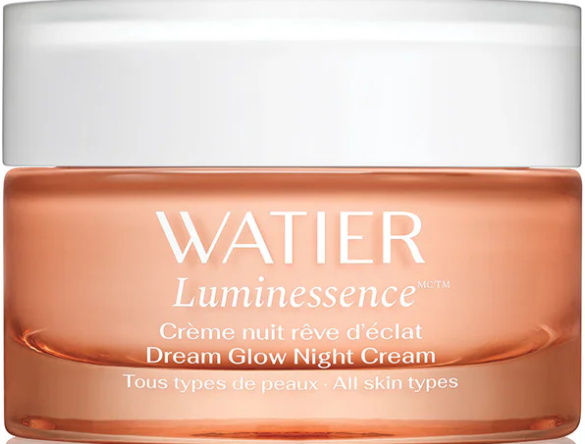 WATIER
Luminessence MC TM
Crème nuit rêve d'éclat
Dream Glow Night Cream
Tous types de peaux · All skin types